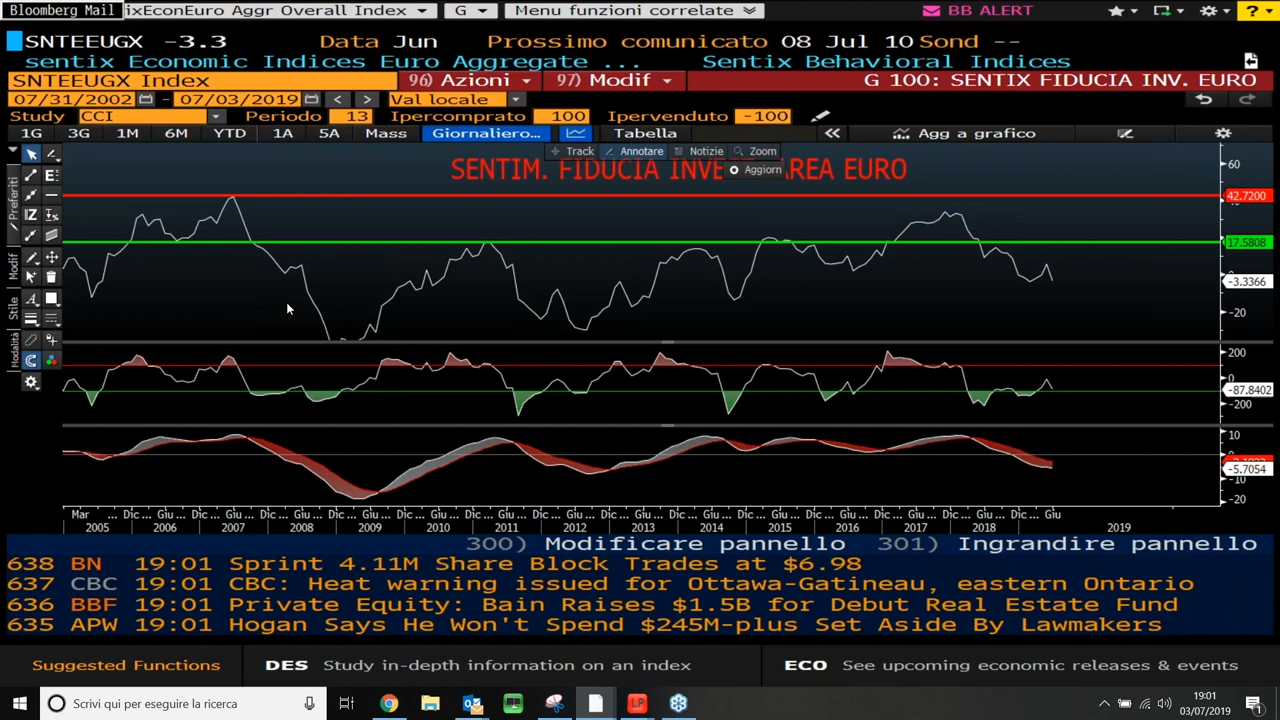 Bloomberg Mail ixEconEuro Aggr Overall Index G Menu funzioni correlate BB ALERT ?
SNTEEUGX -3.3 Data Jun Prossimo comunicato 08 Jul 10 Sond --
sentix Economic Indices Euro Aggregate ... Sentix Behavioral Indices
SNTEEUGX Index 96) Azioni 97) Modif G 100: SENTIX FIDUCIA INV. EURO
07/31/2002 - 07/03/2019 < > Val locale
Study CCI Periodo 13 Ipercomprato 100 Ipervenduto -100
1G 3G 1M 6M YTD 1A 5A Mass Giornaliero... Tabella Agg a grafico
Track Annotare Notizie Zoom
SENTIM. FIDUCIA INVEST. AREA EURO
Aggiorn
Preferiti
Modif
Stile
Modalità
60
42.7200
17.5808
-3.3366
-20
200
0
-87.8402
-200
10
0
-5.7054
-10
-20
Mar ... Dic ... Giu ... Dic ... Giu ... Dic ... Giu ... Dic ... Giu ... Dic ... Giu ... Dic ... Giu ... Dic ... Giu ... Dic ... Giu ... Dic ... Giu ... Dic ... Giu ... Dic ... Giu ... Dic ... Giu ... Dic ... Giu ... Dic ... Giu
2005 2006 2007 2008 2009 2010 2011 2012 2013 2014 2015 2016 2017 2018 2019
300) Modificare pannello 301) Ingrandire pannello
638 BN 19:01 Sprint 4.11M Share Block Trades at $6.98
637 CBC 19:01 CBC: Heat warning issued for Ottawa-Gatineau, eastern Ontario
636 BBF 19:01 Private Equity: Bain Raises $1.5B for Debut Real Estate Fund
635 APW 19:01 Hogan Says He Won't Spend $245M-plus Set Aside By Lawmakers
Suggested Functions DES Study in-depth information on an index ECO See upcoming economic releases & events
Scrivi qui per eseguire la ricerca
19:01
03/07/2019